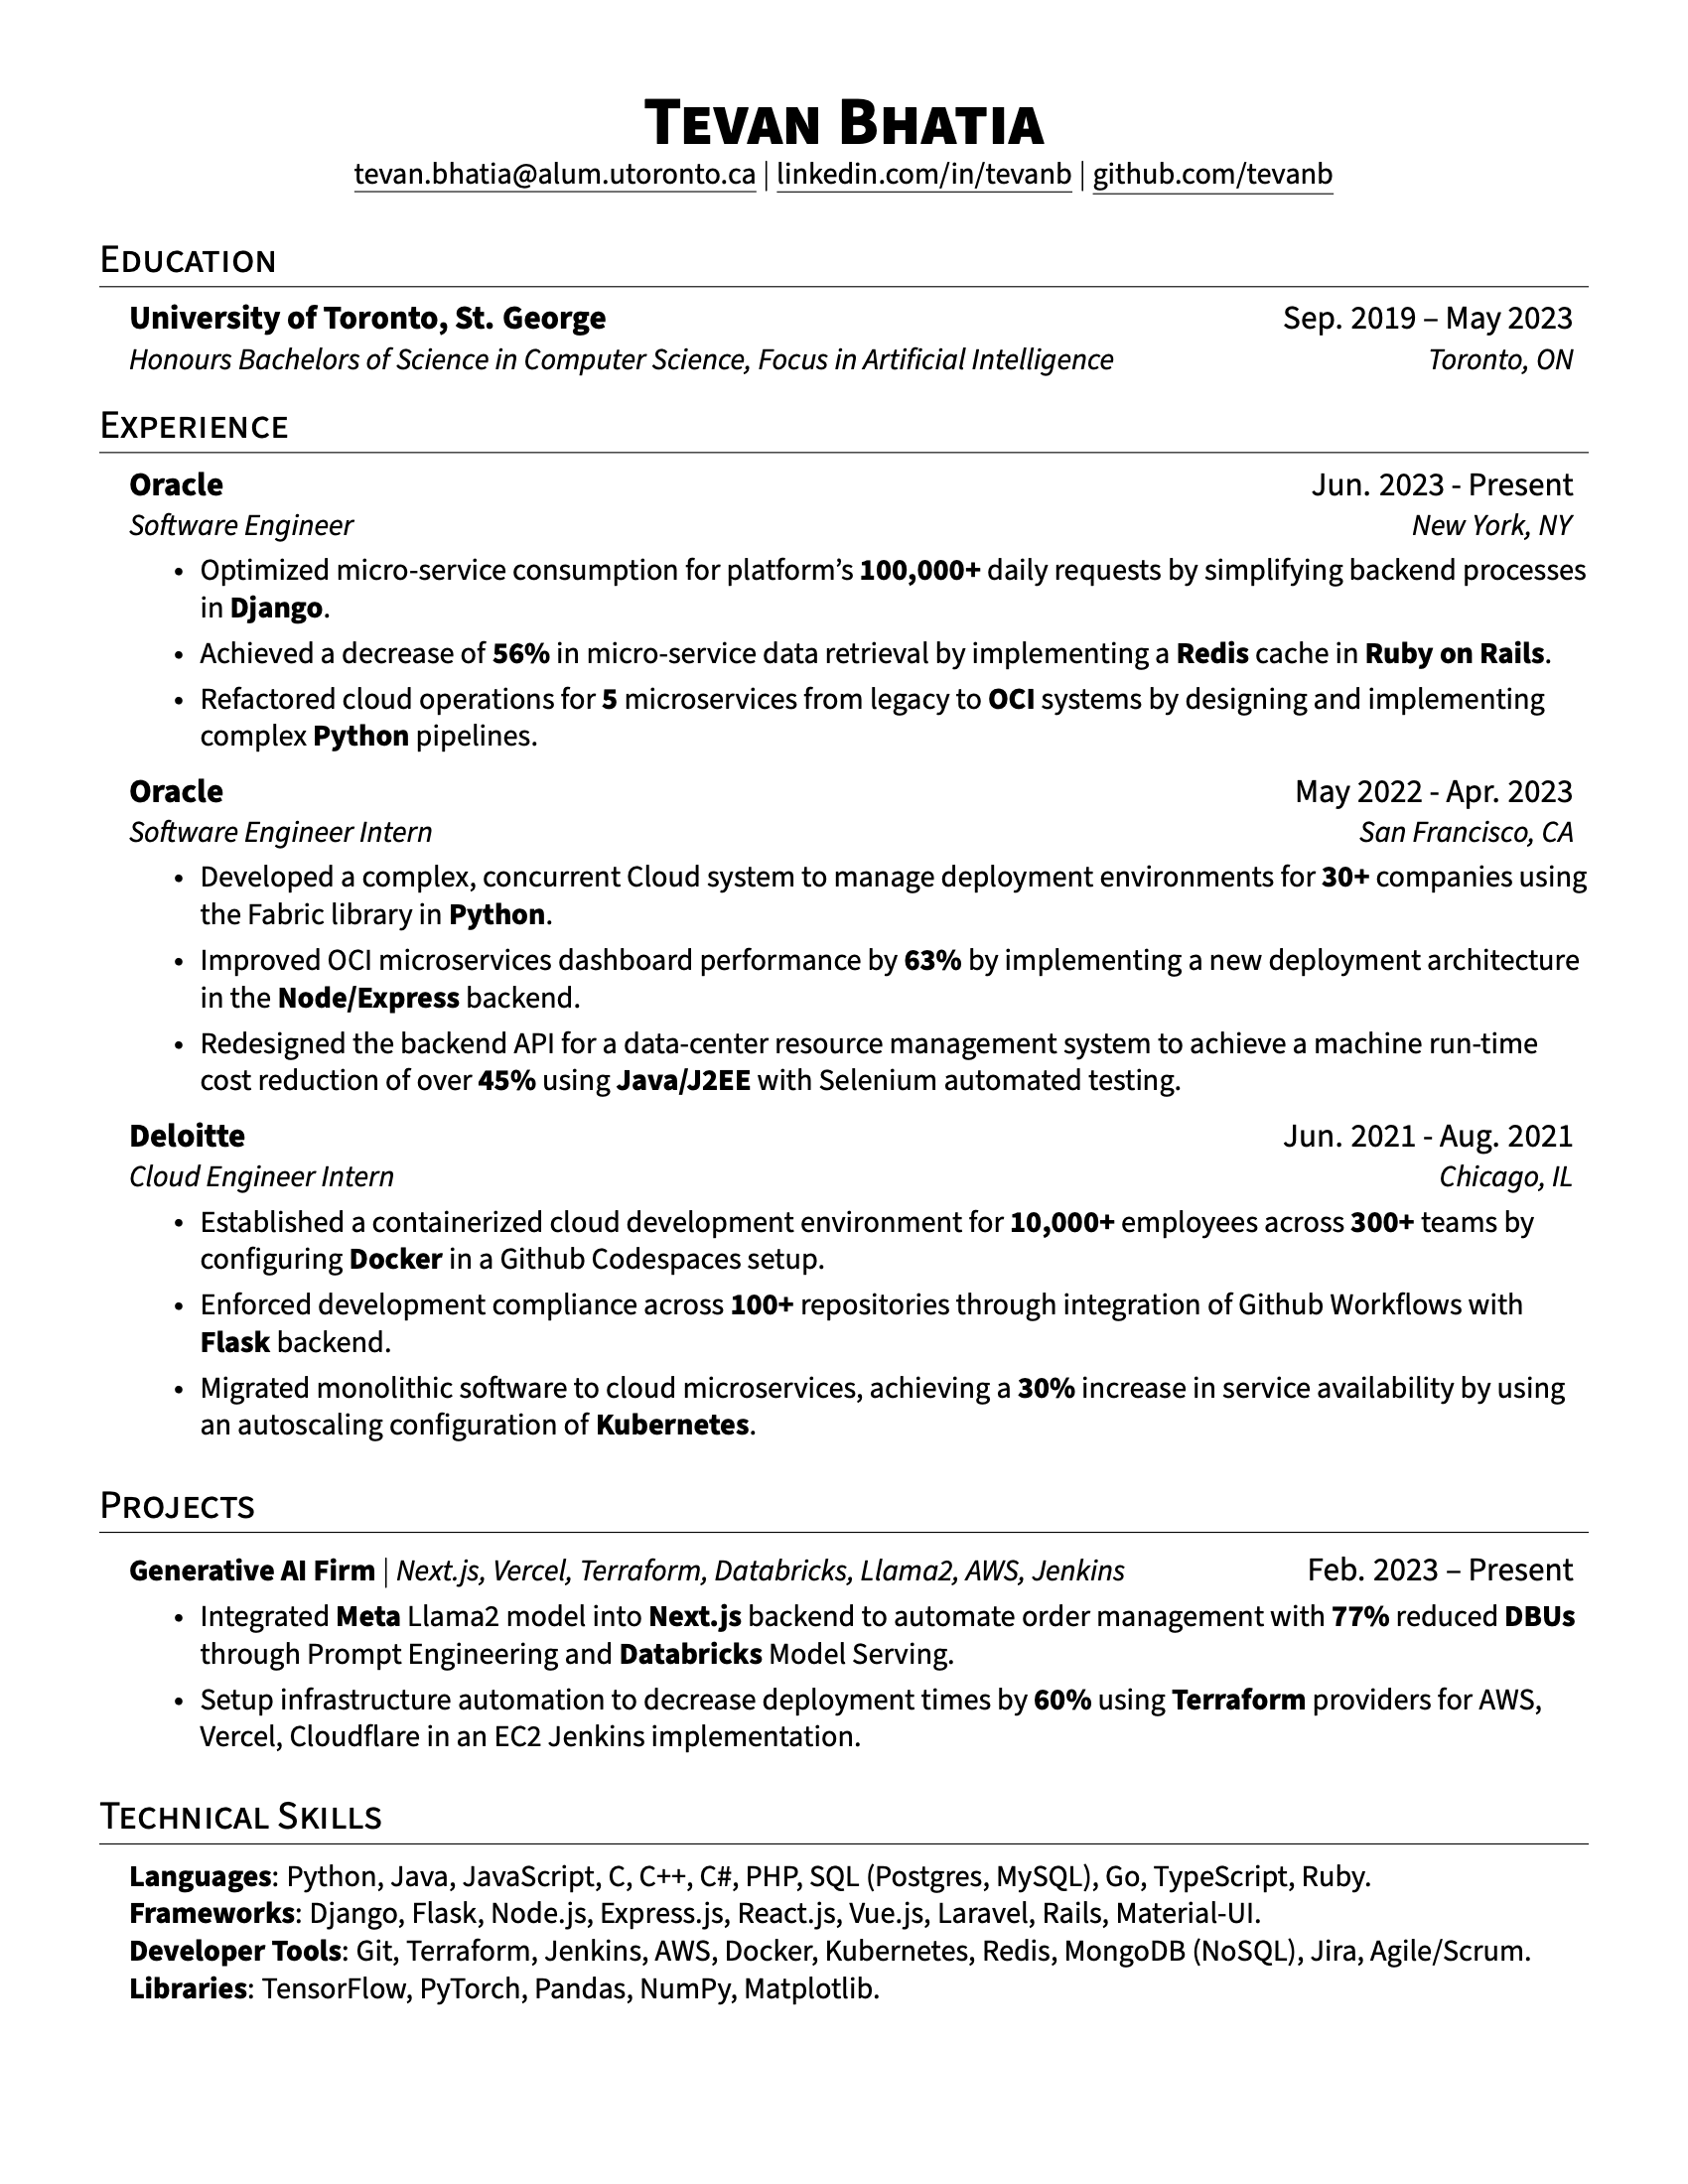 Tevan Bhatia
tevan.bhatia@alum.utoronto.ca | linkedin.com/in/tevanb | github.com/tevanb
Education
University of Toronto, St. George Sep. 2019 – May 2023
Honours Bachelors of Science in Computer Science, Focus in Artificial Intelligence Toronto, ON
Experience
Oracle Jun. 2023 - Present
Software Engineer New York, NY
• Optimized micro-service consumption for platform’s 100,000+ daily requests by simplifying backend processes
in Django.
• Achieved a decrease of 56% in micro-service data retrieval by implementing a Redis cache in Ruby on Rails.
• Refactored cloud operations for 5 microservices from legacy to OCI systems by designing and implementing
complex Python pipelines.
Oracle May 2022 - Apr. 2023
Software Engineer Intern San Francisco, CA
• Developed a complex, concurrent Cloud system to manage deployment environments for 30+ companies using
the Fabric library in Python.
• Improved OCI microservices dashboard performance by 63% by implementing a new deployment architecture
in the Node/Express backend.
• Redesigned the backend API for a data-center resource management system to achieve a machine run-time
cost reduction of over 45% using Java/J2EE with Selenium automated testing.
Deloitte Jun. 2021 - Aug. 2021
Cloud Engineer Intern Chicago, IL
• Established a containerized cloud development environment for 10,000+ employees across 300+ teams by
configuring Docker in a Github Codespaces setup.
• Enforced development compliance across 100+ repositories through integration of Github Workflows with
Flask backend.
• Migrated monolithic software to cloud microservices, achieving a 30% increase in service availability by using
an autoscaling configuration of Kubernetes.
Projects
Generative AI Firm | Next.js, Vercel, Terraform, Databricks, Llama2, AWS, Jenkins Feb. 2023 – Present
• Integrated Meta Llama2 model into Next.js backend to automate order management with 77% reduced DBUs
through Prompt Engineering and Databricks Model Serving.
• Setup infrastructure automation to decrease deployment times by 60% using Terraform providers for AWS,
Vercel, Cloudflare in an EC2 Jenkins implementation.
Technical Skills
Languages: Python, Java, JavaScript, C, C++, C#, PHP, SQL (Postgres, MySQL), Go, TypeScript, Ruby.
Frameworks: Django, Flask, Node.js, Express.js, React.js, Vue.js, Laravel, Rails, Material-UI.
Developer Tools: Git, Terraform, Jenkins, AWS, Docker, Kubernetes, Redis, MongoDB (NoSQL), Jira, Agile/Scrum.
Libraries: TensorFlow, PyTorch, Pandas, NumPy, Matplotlib.